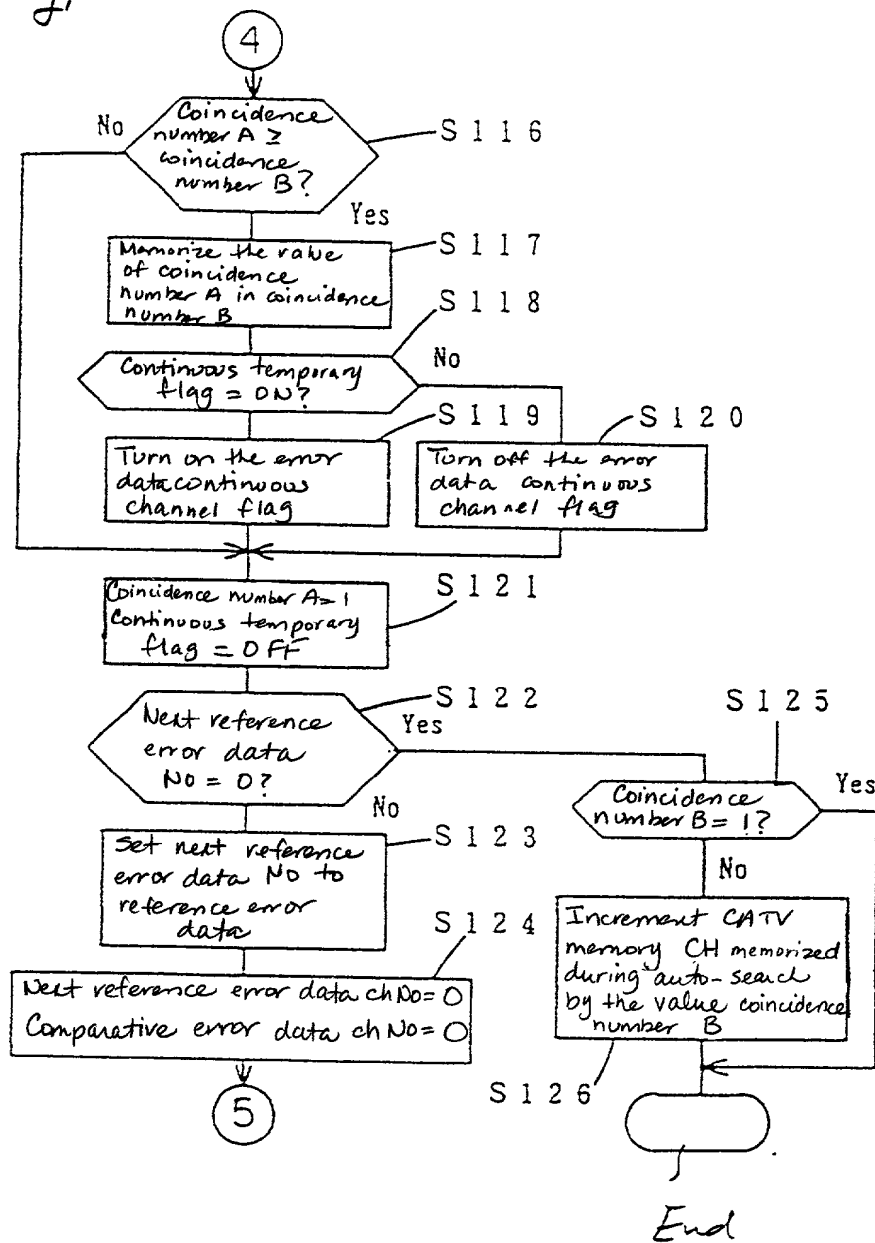 4
Coincidence
number A ≥
coincidence
number B?
No
S116
Yes
Memorize the value
of coincidence
number A in coincidence
number B
S117
S118
Continuous temporary
flag = ON?
No
S119
Turn on the error
data continuous
channel flag
S120
Turn off the error
data continuous
channel flag
S121
Coincidence number A=1
Continuous temporary
flag = OFF
S122
Next reference
error data
No = 0?
Yes
No
S125
Coincidence
number B=1?
Yes
No
S123
Set next reference
error data NO to
reference error
data
S124
Next reference error data ch No=0
Comparative error data ch No=0
5
Increment CATV
memory CH memorized
during auto-search
by the value coincidence
number B
S126
End